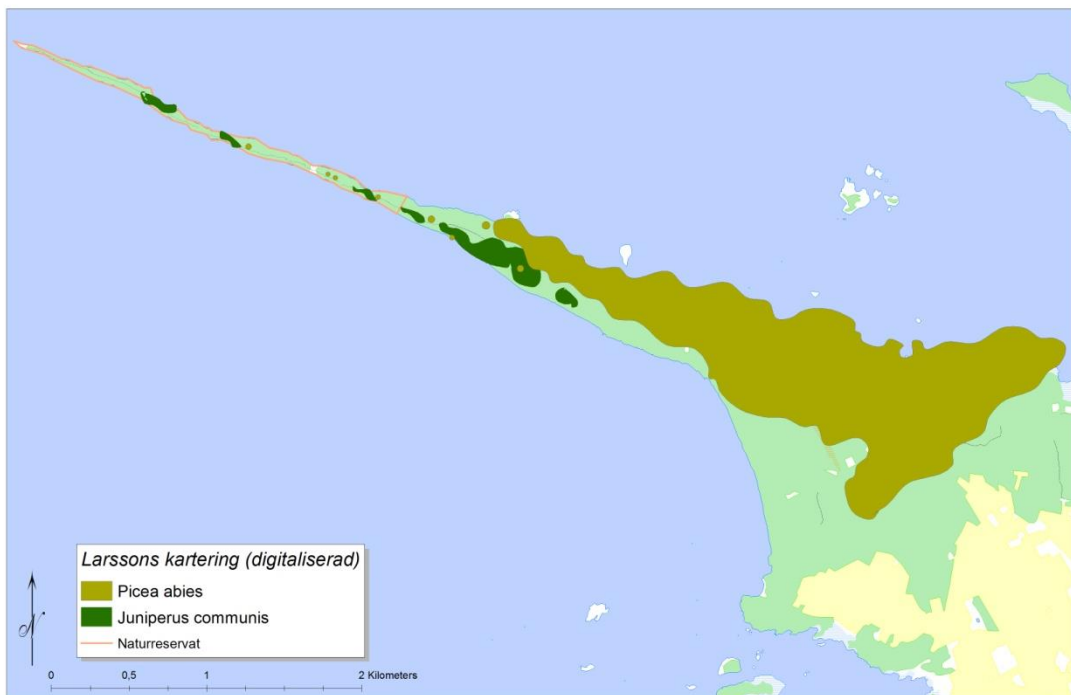 Larssons kartering (digitaliserad)
Picea abies
Juniperus communis
Naturreservat
N
0 0,5 1 2 Kilometers